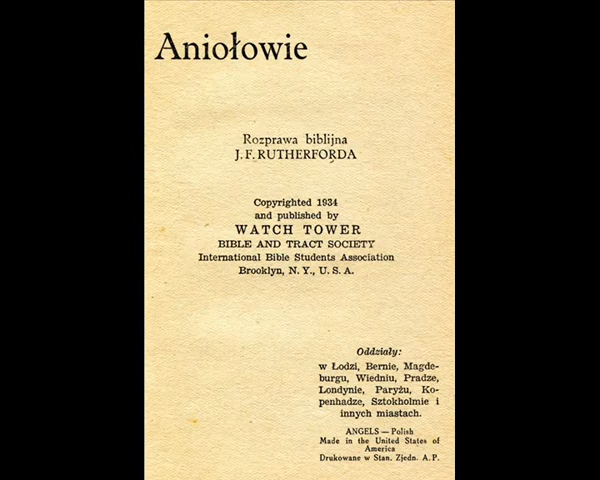 Aniołowie
Rozprawa biblijna
J. F. RUTHERFORDA
Copyrighted 1934
and published by
WATCH TOWER
BIBLE AND TRACT SOCIETY
International Bible Students Association
Brooklyn, N. Y., U. S. A.
Oddziały:
w Łodzi, Bernie, Magde-
burgu, Wiedniu, Pradze,
Londynie, Paryżu, Ko-
penhadze, Sztokholmie i
innych miastach.
ANGELS — Polish
Made in the United States of
America
Drukowane w Stan. Zjedn. A. P.